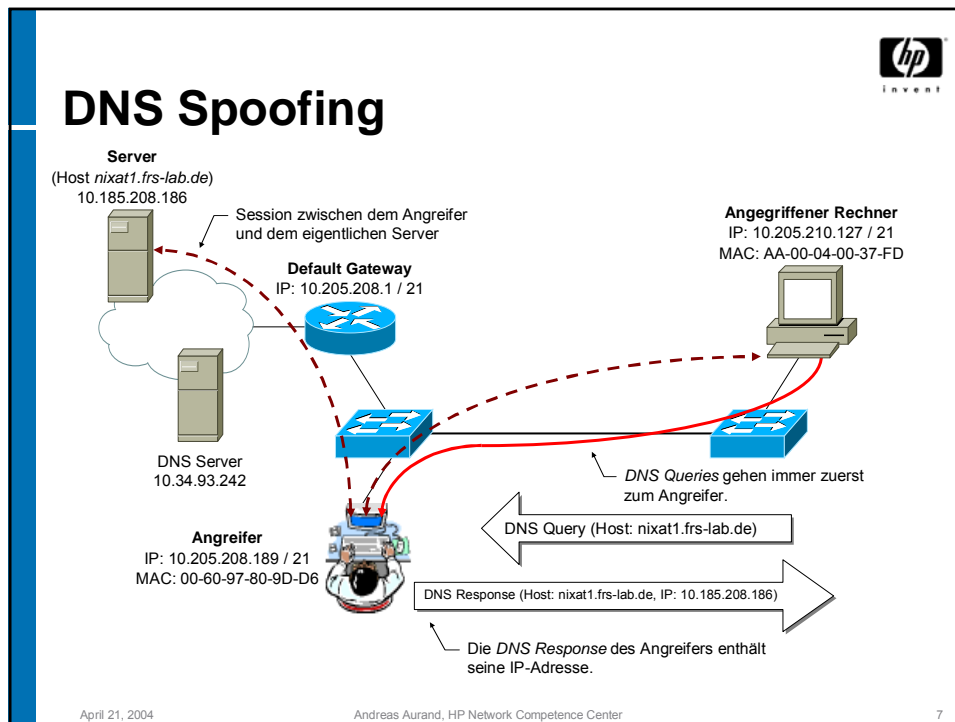 hp
invent
DNS Spoofing
Server
(Host nixat1.frs-lab.de)
10.185.208.186
Session zwischen dem Angreifer
und dem eigentlichen Server
Default Gateway
IP: 10.205.208.1 / 21
Angegriffener Rechner
IP: 10.205.210.127 / 21
MAC: AA-00-04-00-37-FD
DNS Server
10.34.93.242
DNS Queries gehen immer zuerst
zum Angreifer.
Angreifer
IP: 10.205.208.189 / 21
MAC: 00-60-97-80-9D-D6
DNS Query (Host: nixat1.frs-lab.de)
DNS Response (Host: nixat1.frs-lab.de, IP: 10.185.208.186)
Die DNS Response des Angreifers enthält
seine IP-Adresse.
April 21, 2004
Andreas Aurand, HP Network Competence Center
7